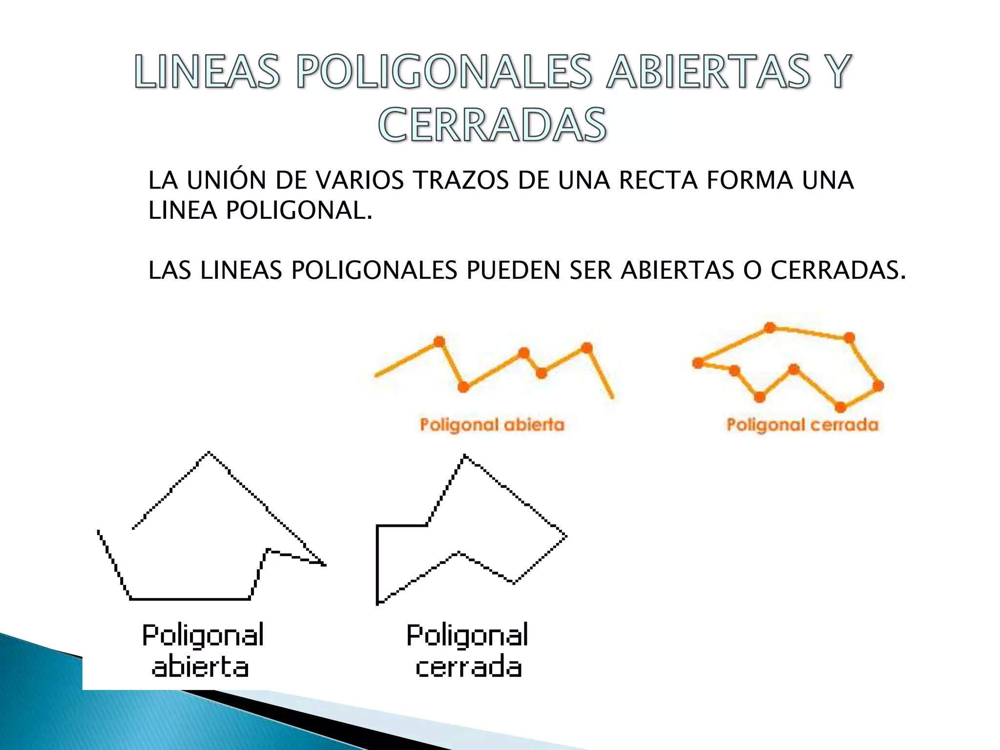 LINEAS POLIGONALES ABIERTAS Y
CERRADAS
LA UNIÓN DE VARIOS TRAZOS DE UNA RECTA FORMA UNA
LINEA POLIGONAL.
LAS LINEAS POLIGONALES PUEDEN SER ABIERTAS O CERRADAS.
Poligonal abierta
Poligonal cerrada
Poligonal
abierta
Poligonal
cerrada